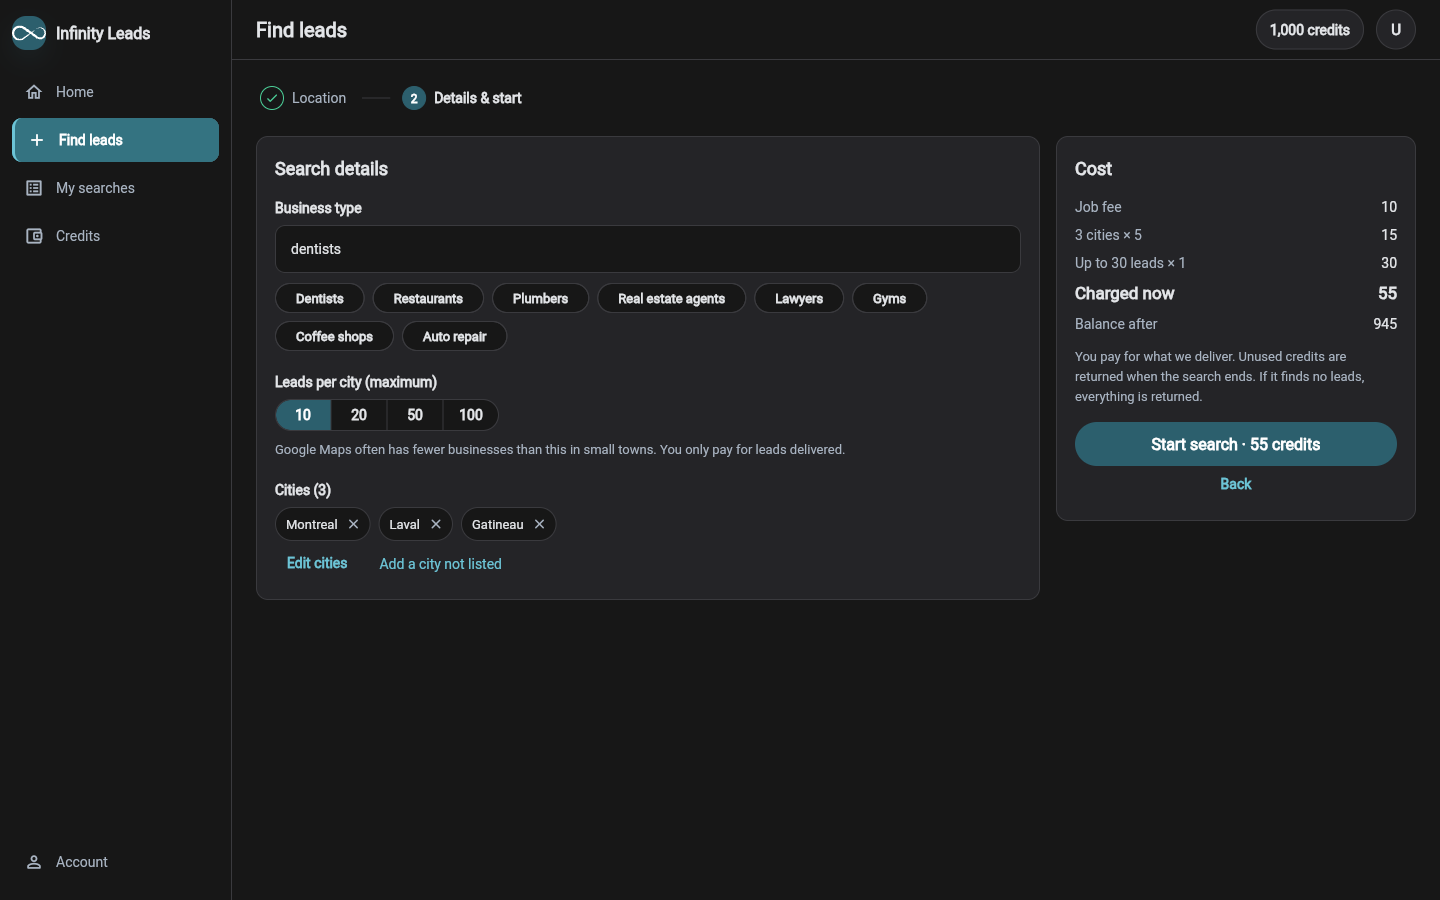 Infinity Leads
Home
Find leads
My searches
Credits
Account
Find leads
1,000 credits
U
Location
2
Details & start
Search details
Business type
dentists
Dentists
Restaurants
Plumbers
Real estate agents
Lawyers
Gyms
Coffee shops
Auto repair
Leads per city (maximum)
10
20
50
100
Google Maps often has fewer businesses than this in small towns. You only pay for leads delivered.
Cities (3)
Montreal
Laval
Gatineau
Edit cities
Add a city not listed
Cost
Job fee 10
3 cities × 5 15
Up to 30 leads × 1 30
Charged now 55
Balance after 945
You pay for what we deliver. Unused credits are
returned when the search ends. If it finds no leads,
everything is returned.
Start search · 55 credits
Back